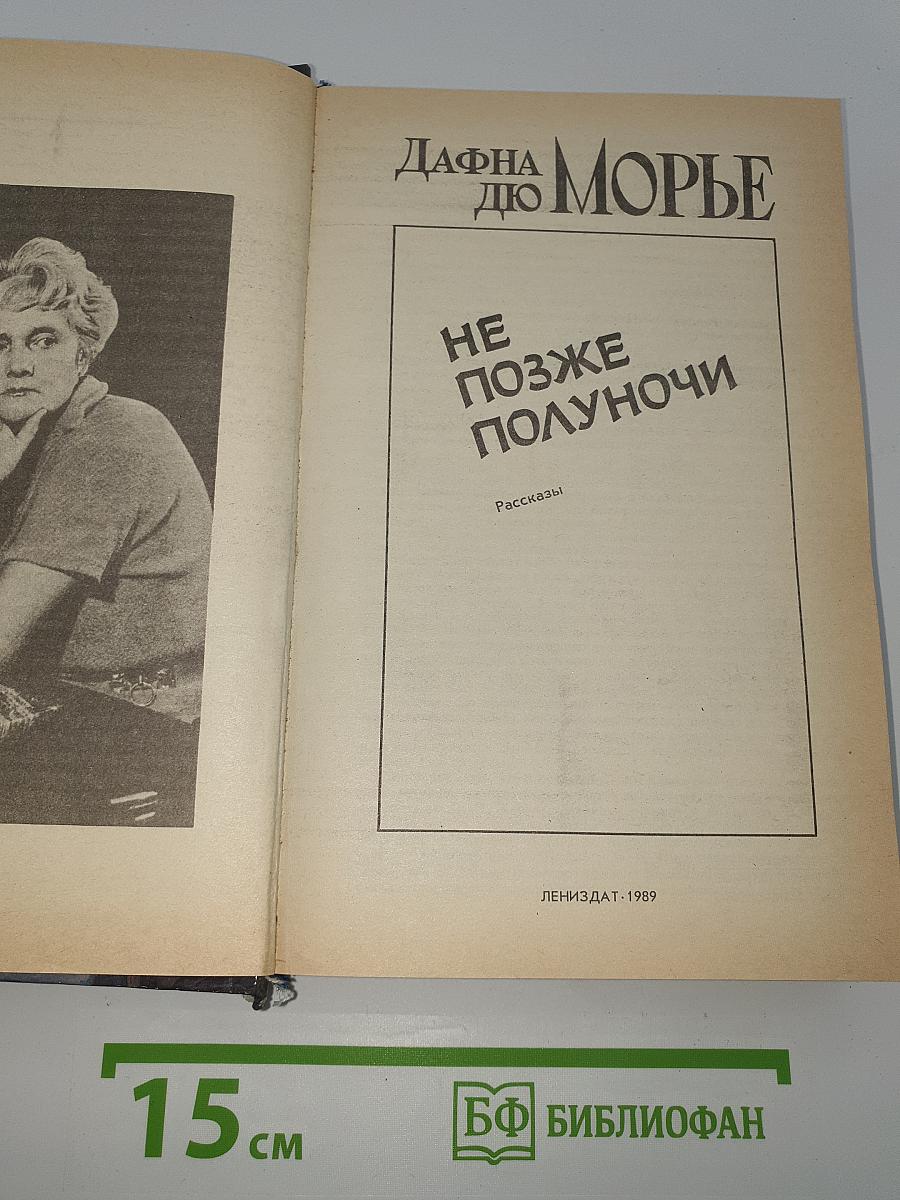 ДАФНА
ДЮ МОРЬЕ
НЕ
ПОЗЖЕ
ПОЛУНОЧИ
Рассказы
ЛЕНИЗДАТ · 1989
15 см
БФ БИБЛИОФАН